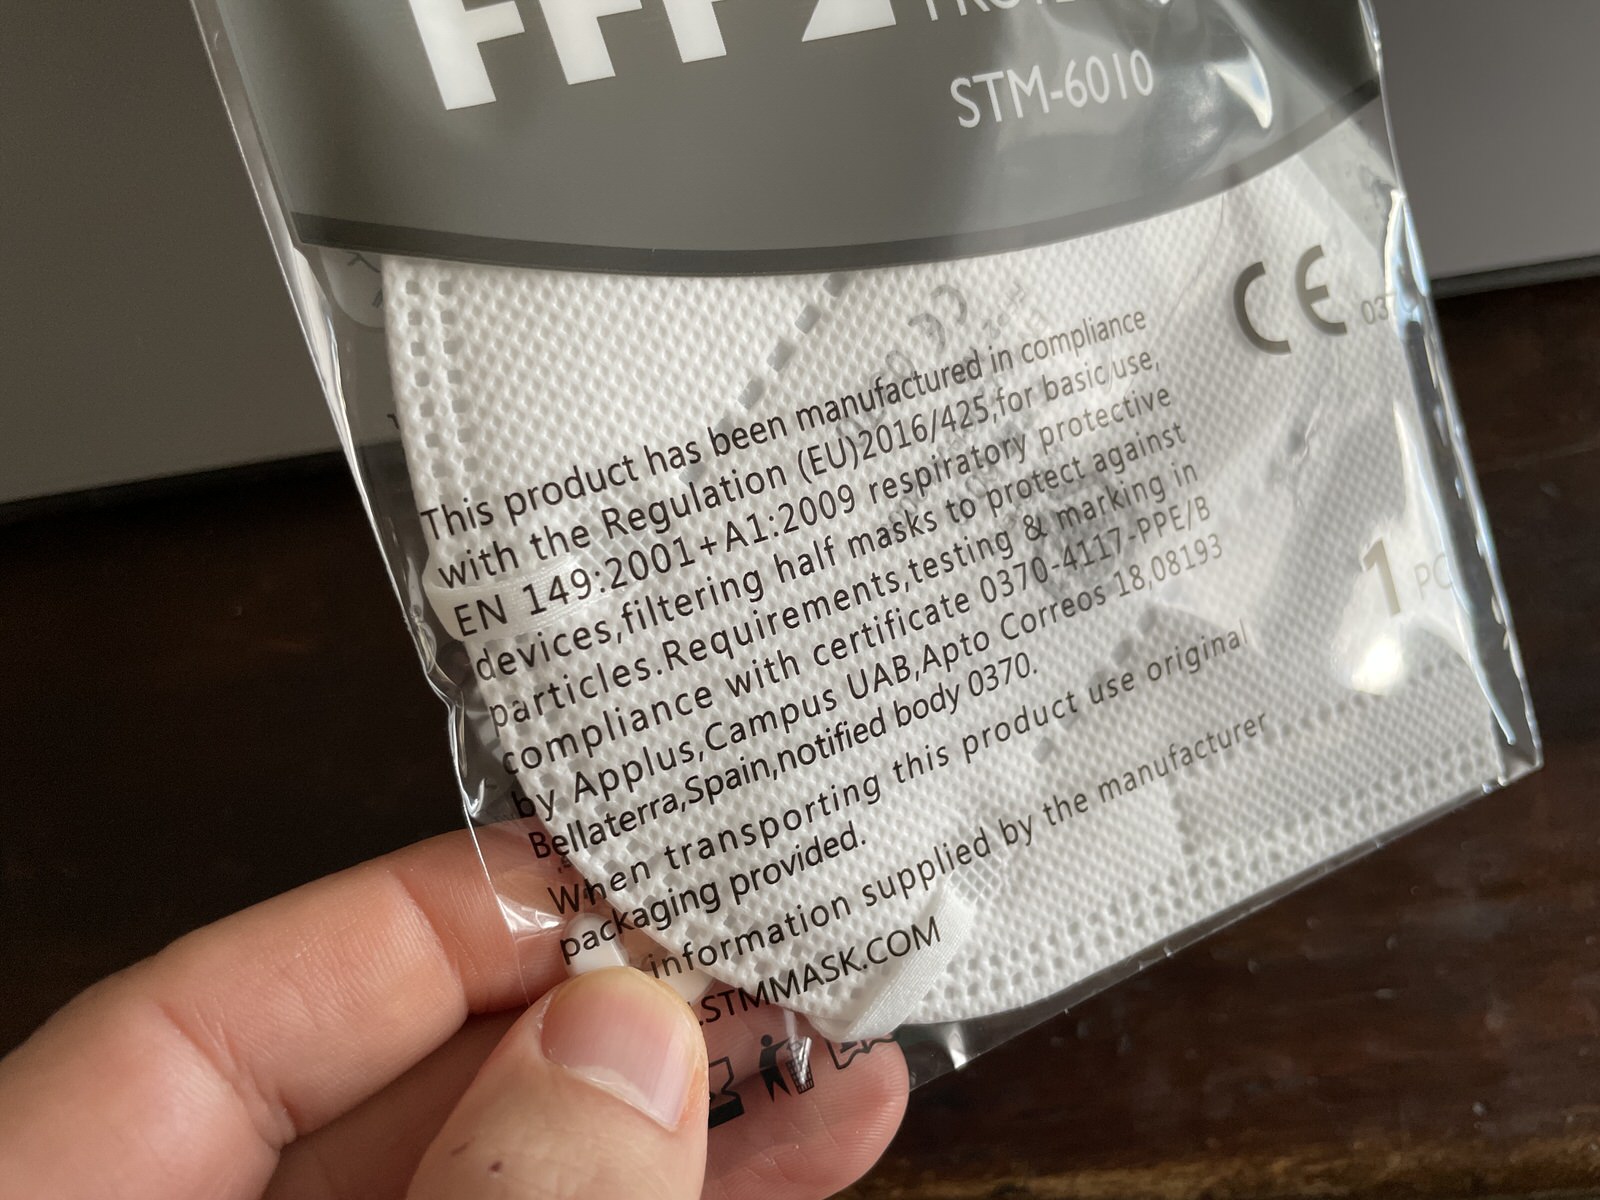 FFP2
STM-6010
CE
This product has been manufactured in compliance
with the Regulation (EU)2016/425,for basic use,
EN 149:2001+A1:2009 respiratory protective
devices,filtering half masks to protect against
particles.Requirements,testing & marking in
compliance with certificate 0370-4117-PPE/B
by Applus,Campus UAB,Apto Correos 18,08193
Bellaterra,Spain,notified body 0370.
When transporting this product use original
packaging provided.
information supplied by the manufacturer
.STMMASK.COM
1 PC